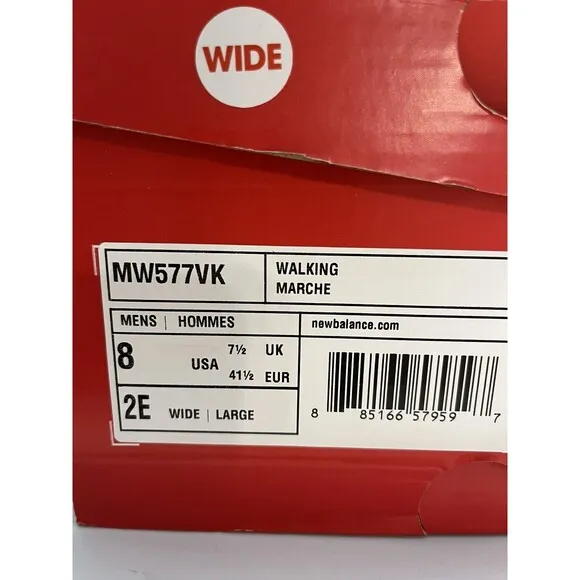 WIDE
MW577VK
WALKING
MARCHE
MENS | HOMMES
newbalance.com
8 USA 7½ UK
41½ EUR
2E WIDE | LARGE
8 85166 57959 7